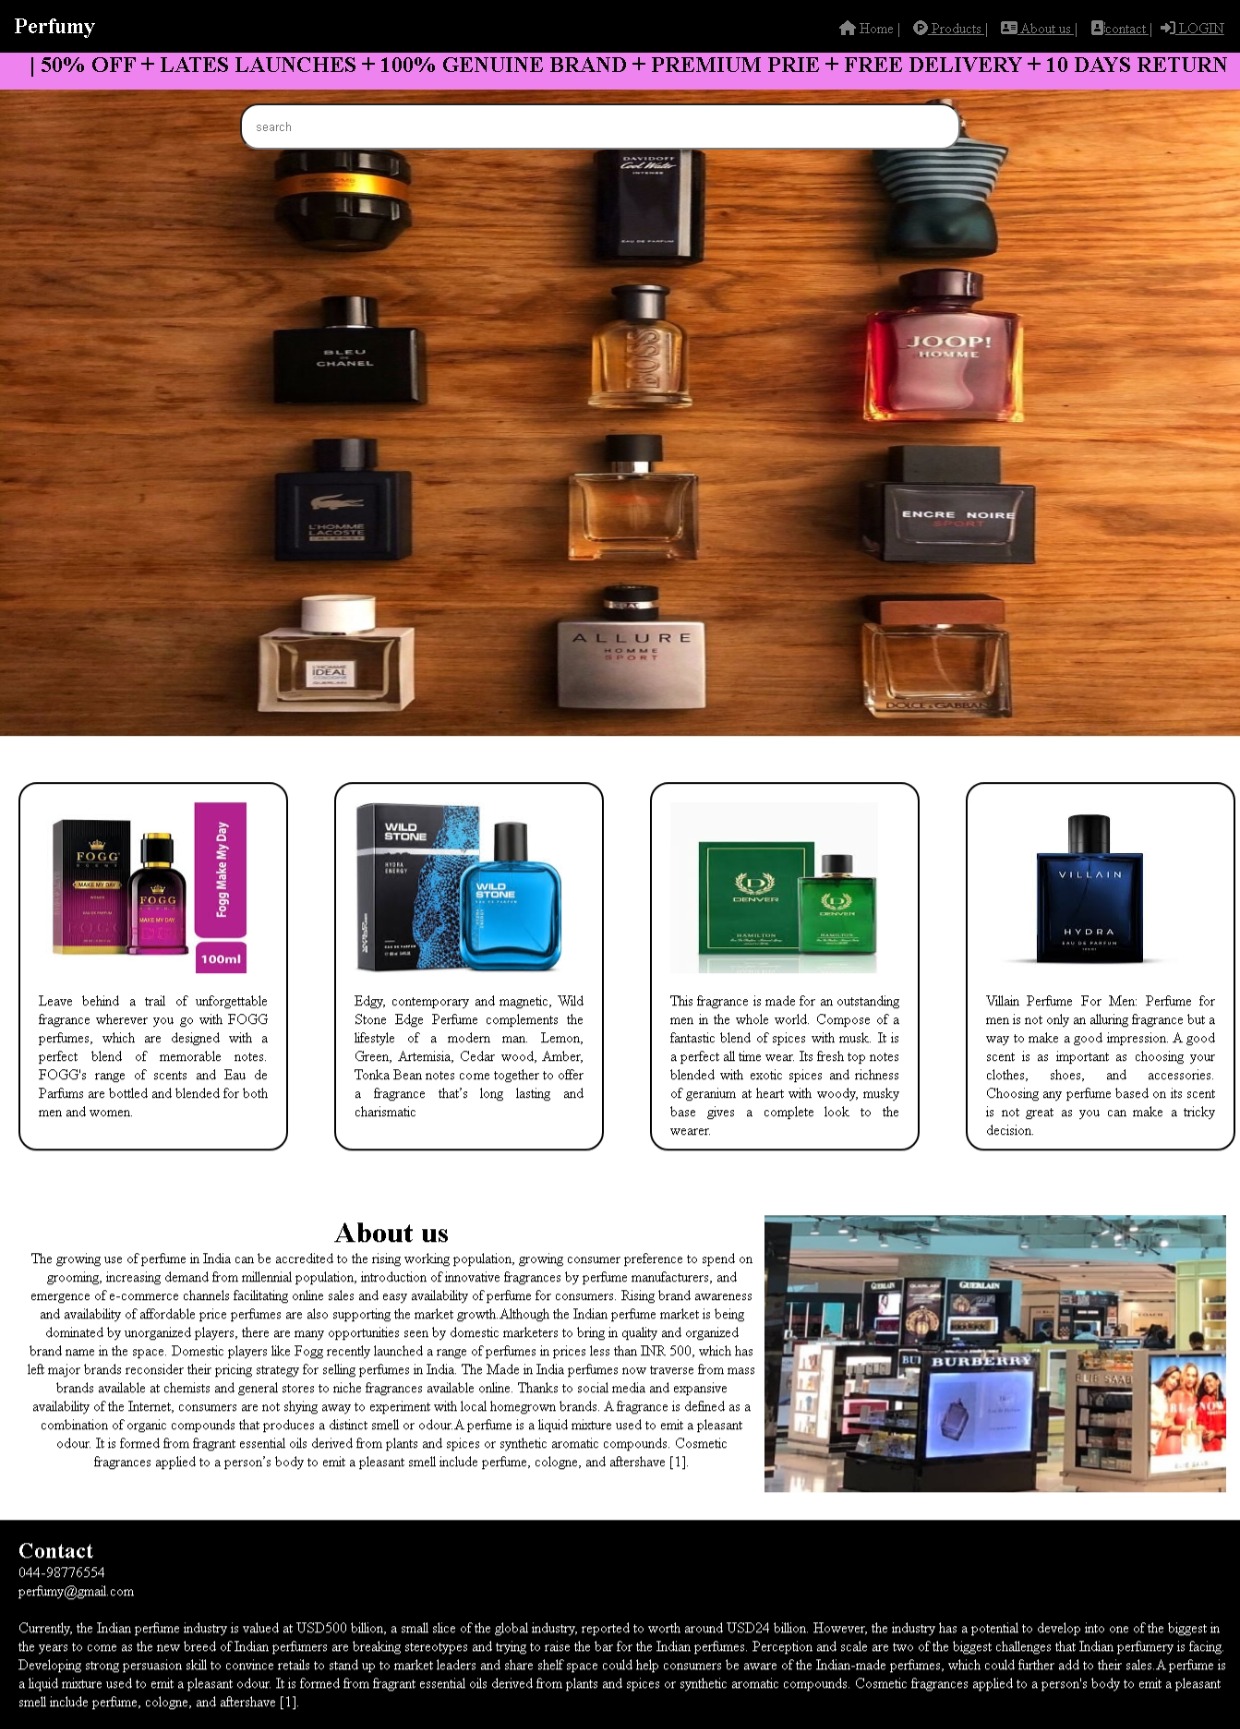 Perfumy
Home | Products | About us | contact | LOGIN
| 50% OFF + LATES LAUNCHES + 100% GENUINE BRAND + PREMIUM PRIE + FREE DELIVERY + 10 DAYS RETURN
search
DAVIDOFF
Cool Water
INTENSE
EAU DE PARFUM
BLEU
DE
CHANEL
BOSS
JOOP!
HOMME
L'HOMME
LACOSTE
ENCRE NOIRE
SPORT
L'HOMME
IDEAL
COLOGNE
GUERLAIN
ALLURE
HOMME
SPORT
DOLCE & GABBANA
FOGG
MAKE MY DAY
FOGG
MAKE MY DAY
Fogg Make My Day
100ml
WILD
STONE
HYDRA
ENERGY
WILD
STONE
EAU DE PARFUM
DENVER
HAMILTON
DENVER
HAMILTON
VILLAIN
HYDRA
EAU DE PARFUM
Leave behind a trail of unforgettable
fragrance wherever you go with FOGG
perfumes, which are designed with a
perfect blend of memorable notes.
FOGG's range of scents and Eau de
Parfums are bottled and blended for both
men and women.
Edgy, contemporary and magnetic, Wild
Stone Edge Perfume complements the
lifestyle of a modern man. Lemon,
Green, Artemisia, Cedar wood, Amber,
Tonka Bean notes come together to offer
a fragrance that's long lasting and
charismatic
This fragrance is made for an outstanding
men in the whole world. Compose of a
fantastic blend of spices with musk. It is
a perfect all time wear. Its fresh top notes
blended with exotic spices and richness
of geranium at heart with woody, musky
base gives a complete look to the
wearer.
Villain Perfume For Men: Perfume for
men is not only an alluring fragrance but a
way to make a good impression. A good
scent is as important as choosing your
clothes, shoes, and accessories.
Choosing any perfume based on its scent
is not great as you can make a tricky
decision.
About us
The growing use of perfume in India can be accredited to the rising working population, growing consumer preference to spend on
grooming, increasing demand from millennial population, introduction of innovative fragrances by perfume manufacturers, and
emergence of e-commerce channels facilitating online sales and easy availability of perfume for consumers. Rising brand awareness
and availability of affordable price perfumes are also supporting the market growth.Although the Indian perfume market is being
dominated by unorganized players, there are many opportunities seen by domestic marketers to bring in quality and organized
brand name in the space. Domestic players like Fogg recently launched a range of perfumes in prices less than INR 500, which has
left major brands reconsider their pricing strategy for selling perfumes in India. The Made in India perfumes now traverse from mass
brands available at chemists and general stores to niche fragrances available online. Thanks to social media and expansive
availability of the Internet, consumers are not shying away to experiment with local homegrown brands. A fragrance is defined as a
combination of organic compounds that produces a distinct smell or odour.A perfume is a liquid mixture used to emit a pleasant
odour. It is formed from fragrant essential oils derived from plants and spices or synthetic aromatic compounds. Cosmetic
fragrances applied to a person's body to emit a pleasant smell include perfume, cologne, and aftershave [1].
GUERLAIN
GUERLAIN
GUERLAIN
COACH
BURBERRY
ELIE SAAB
Contact
044-98776554
perfumy@gmail.com
Currently, the Indian perfume industry is valued at USD500 billion, a small slice of the global industry, reported to worth around USD24 billion. However, the industry has a potential to develop into one of the biggest in
the years to come as the new breed of Indian perfumers are breaking stereotypes and trying to raise the bar for the Indian perfumes. Perception and scale are two of the biggest challenges that Indian perfumery is facing.
Developing strong persuasion skill to convince retails to stand up to market leaders and share shelf space could help consumers be aware of the Indian-made perfumes, which could further add to their sales.A perfume is
a liquid mixture used to emit a pleasant odour. It is formed from fragrant essential oils derived from plants and spices or synthetic aromatic compounds. Cosmetic fragrances applied to a person's body to emit a pleasant
smell include perfume, cologne, and aftershave [1].